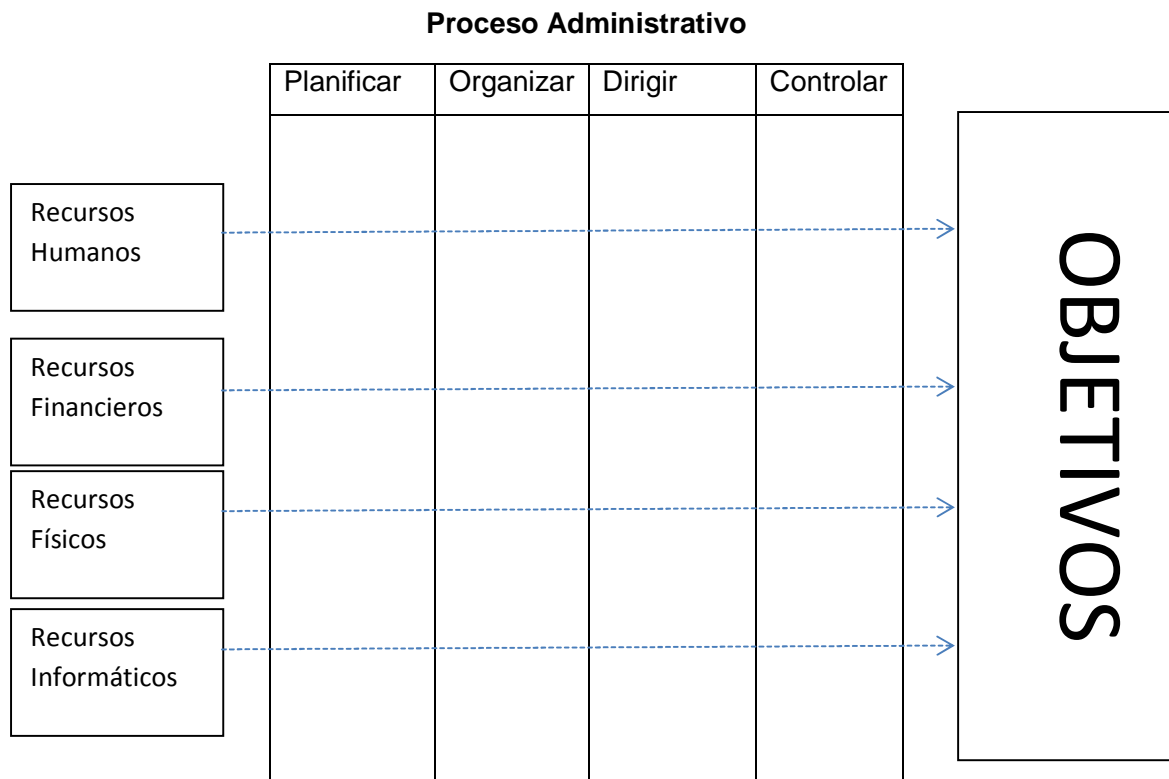 Proceso Administrativo
Planificar Organizar Dirigir Controlar
Recursos
Humanos
Recursos
Financieros
Recursos
Físicos
Recursos
Informáticos
OBJETIVOS